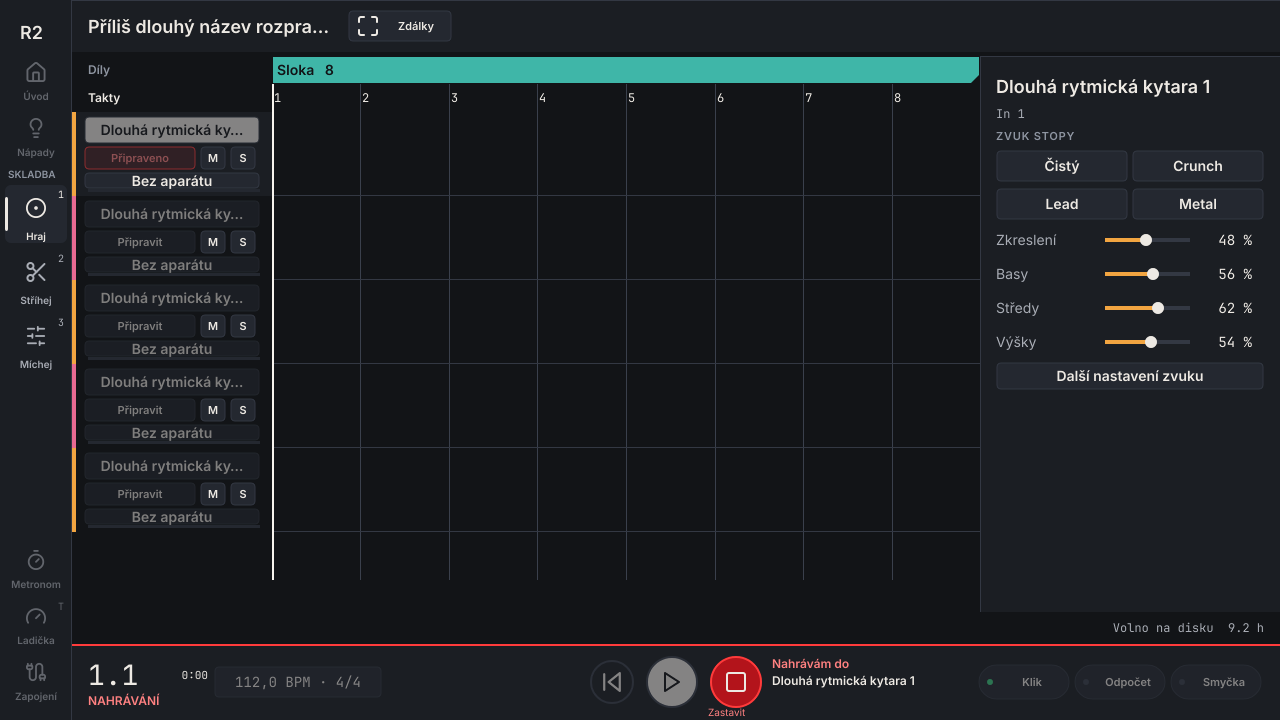 R2
Příliš dlouhý název rozpra...
Zdálky
Úvod
Nápady
SKLADBA
1
Hraj
2
Stříhej
3
Míchej
Metronom
T
Ladička
Zapojení
Díly
Sloka 8
Takty
1 2 3 4 5 6 7 8
Dlouhá rytmická ky...
Připraveno M S
Bez aparátu
Dlouhá rytmická ky...
Připravit M S
Bez aparátu
Dlouhá rytmická ky...
Připravit M S
Bez aparátu
Dlouhá rytmická ky...
Připravit M S
Bez aparátu
Dlouhá rytmická ky...
Připravit M S
Bez aparátu
Dlouhá rytmická kytara 1
In 1
ZVUK STOPY
Čistý Crunch
Lead Metal
Zkreslení 48 %
Basy 56 %
Středy 62 %
Výšky 54 %
Další nastavení zvuku
Volno na disku 9.2 h
1.1 0:00
NAHRÁVÁNÍ
112,0 BPM · 4/4
Zastavit
Nahrávám do
Dlouhá rytmická kytara 1
Klik Odpočet Smyčka